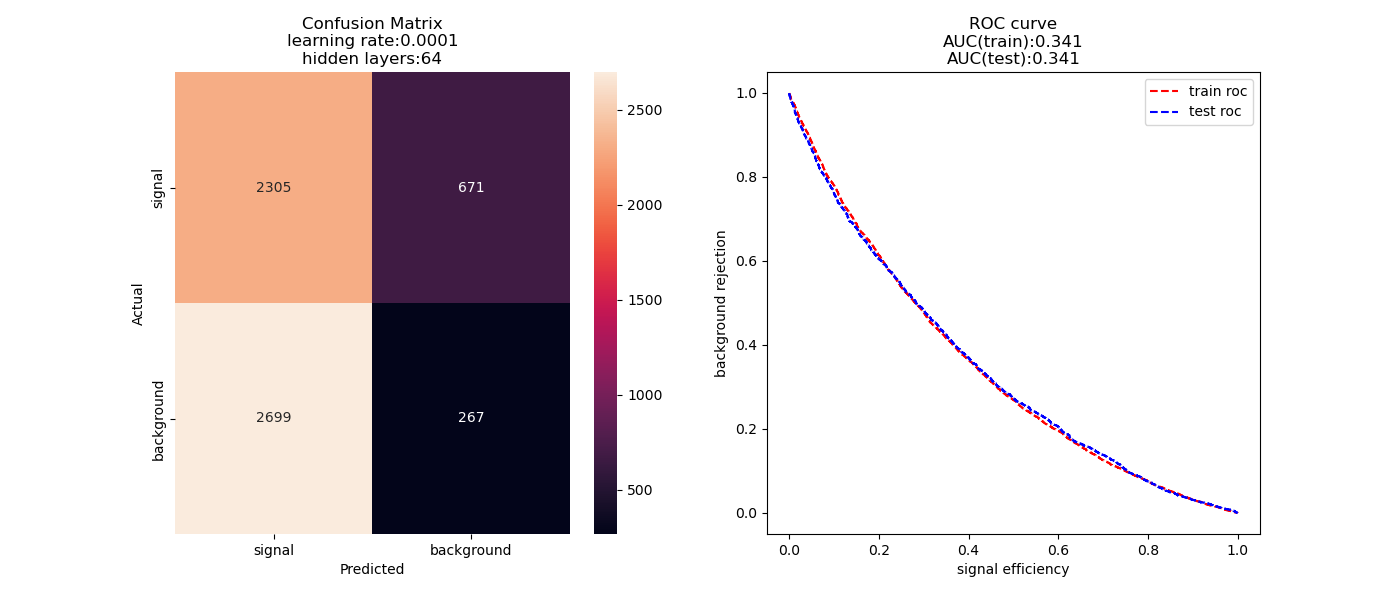 Confusion Matrix
learning rate:0.0001
hidden layers:64
signal
background
Actual
2305
671
2699
267
signal
background
Predicted
2500
2000
1500
1000
500
ROC curve
AUC(train):0.341
AUC(test):0.341
train roc
test roc
1.0
0.8
0.6
0.4
0.2
0.0
background rejection
0.0
0.2
0.4
0.6
0.8
1.0
signal efficiency